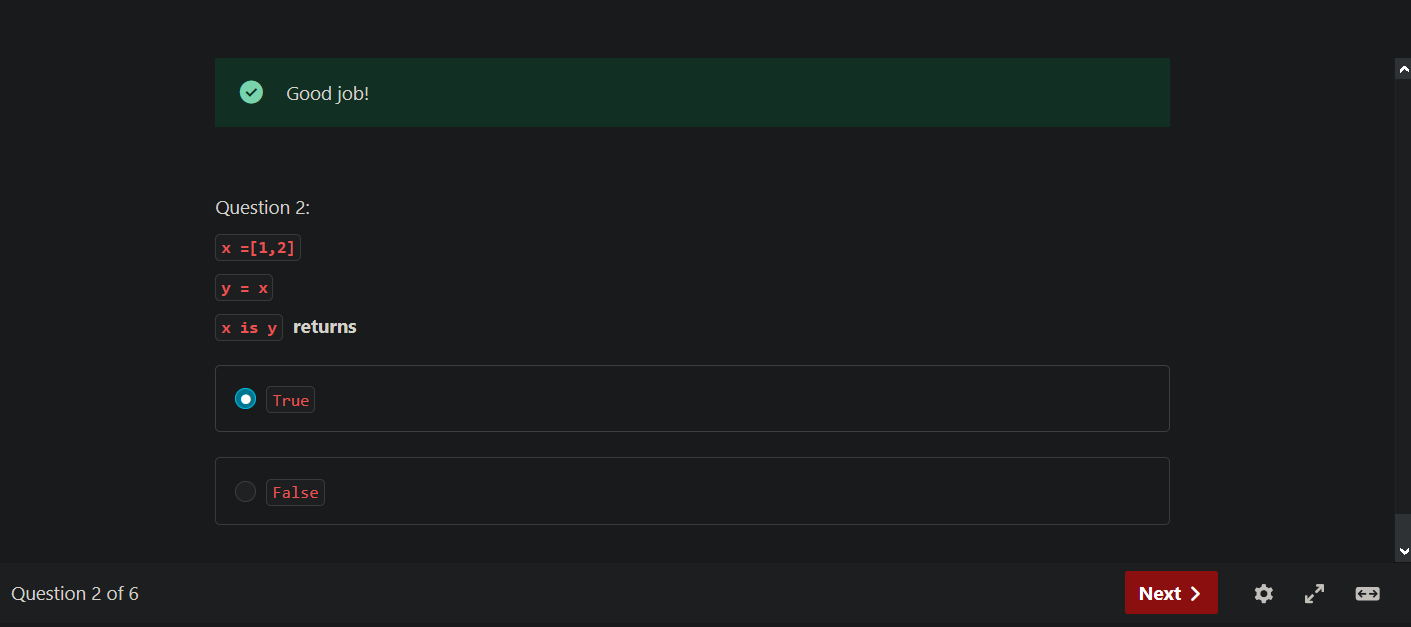 Good job!
Question 2:
x =[1,2]
y = x
x is y returns
True
False
Question 2 of 6
Next